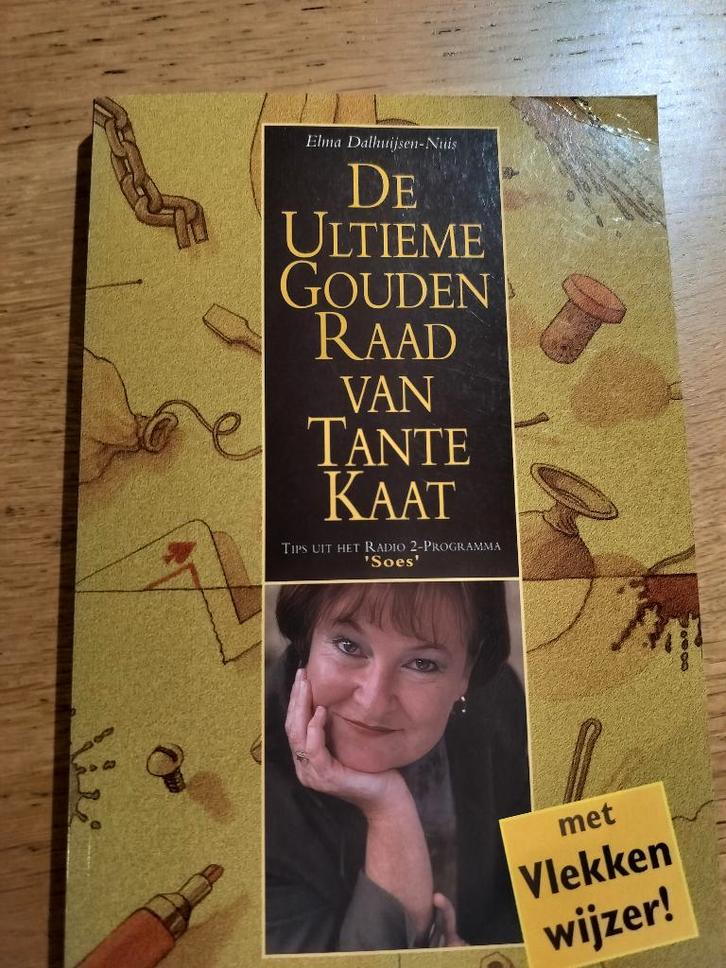 Elma Dalhuijsen-Nuis
De
Ultieme
Gouden
Raad
van
Tante
Kaat
Tips uit het Radio 2-Programma
'Soes'
met
Vlekken
wijzer!